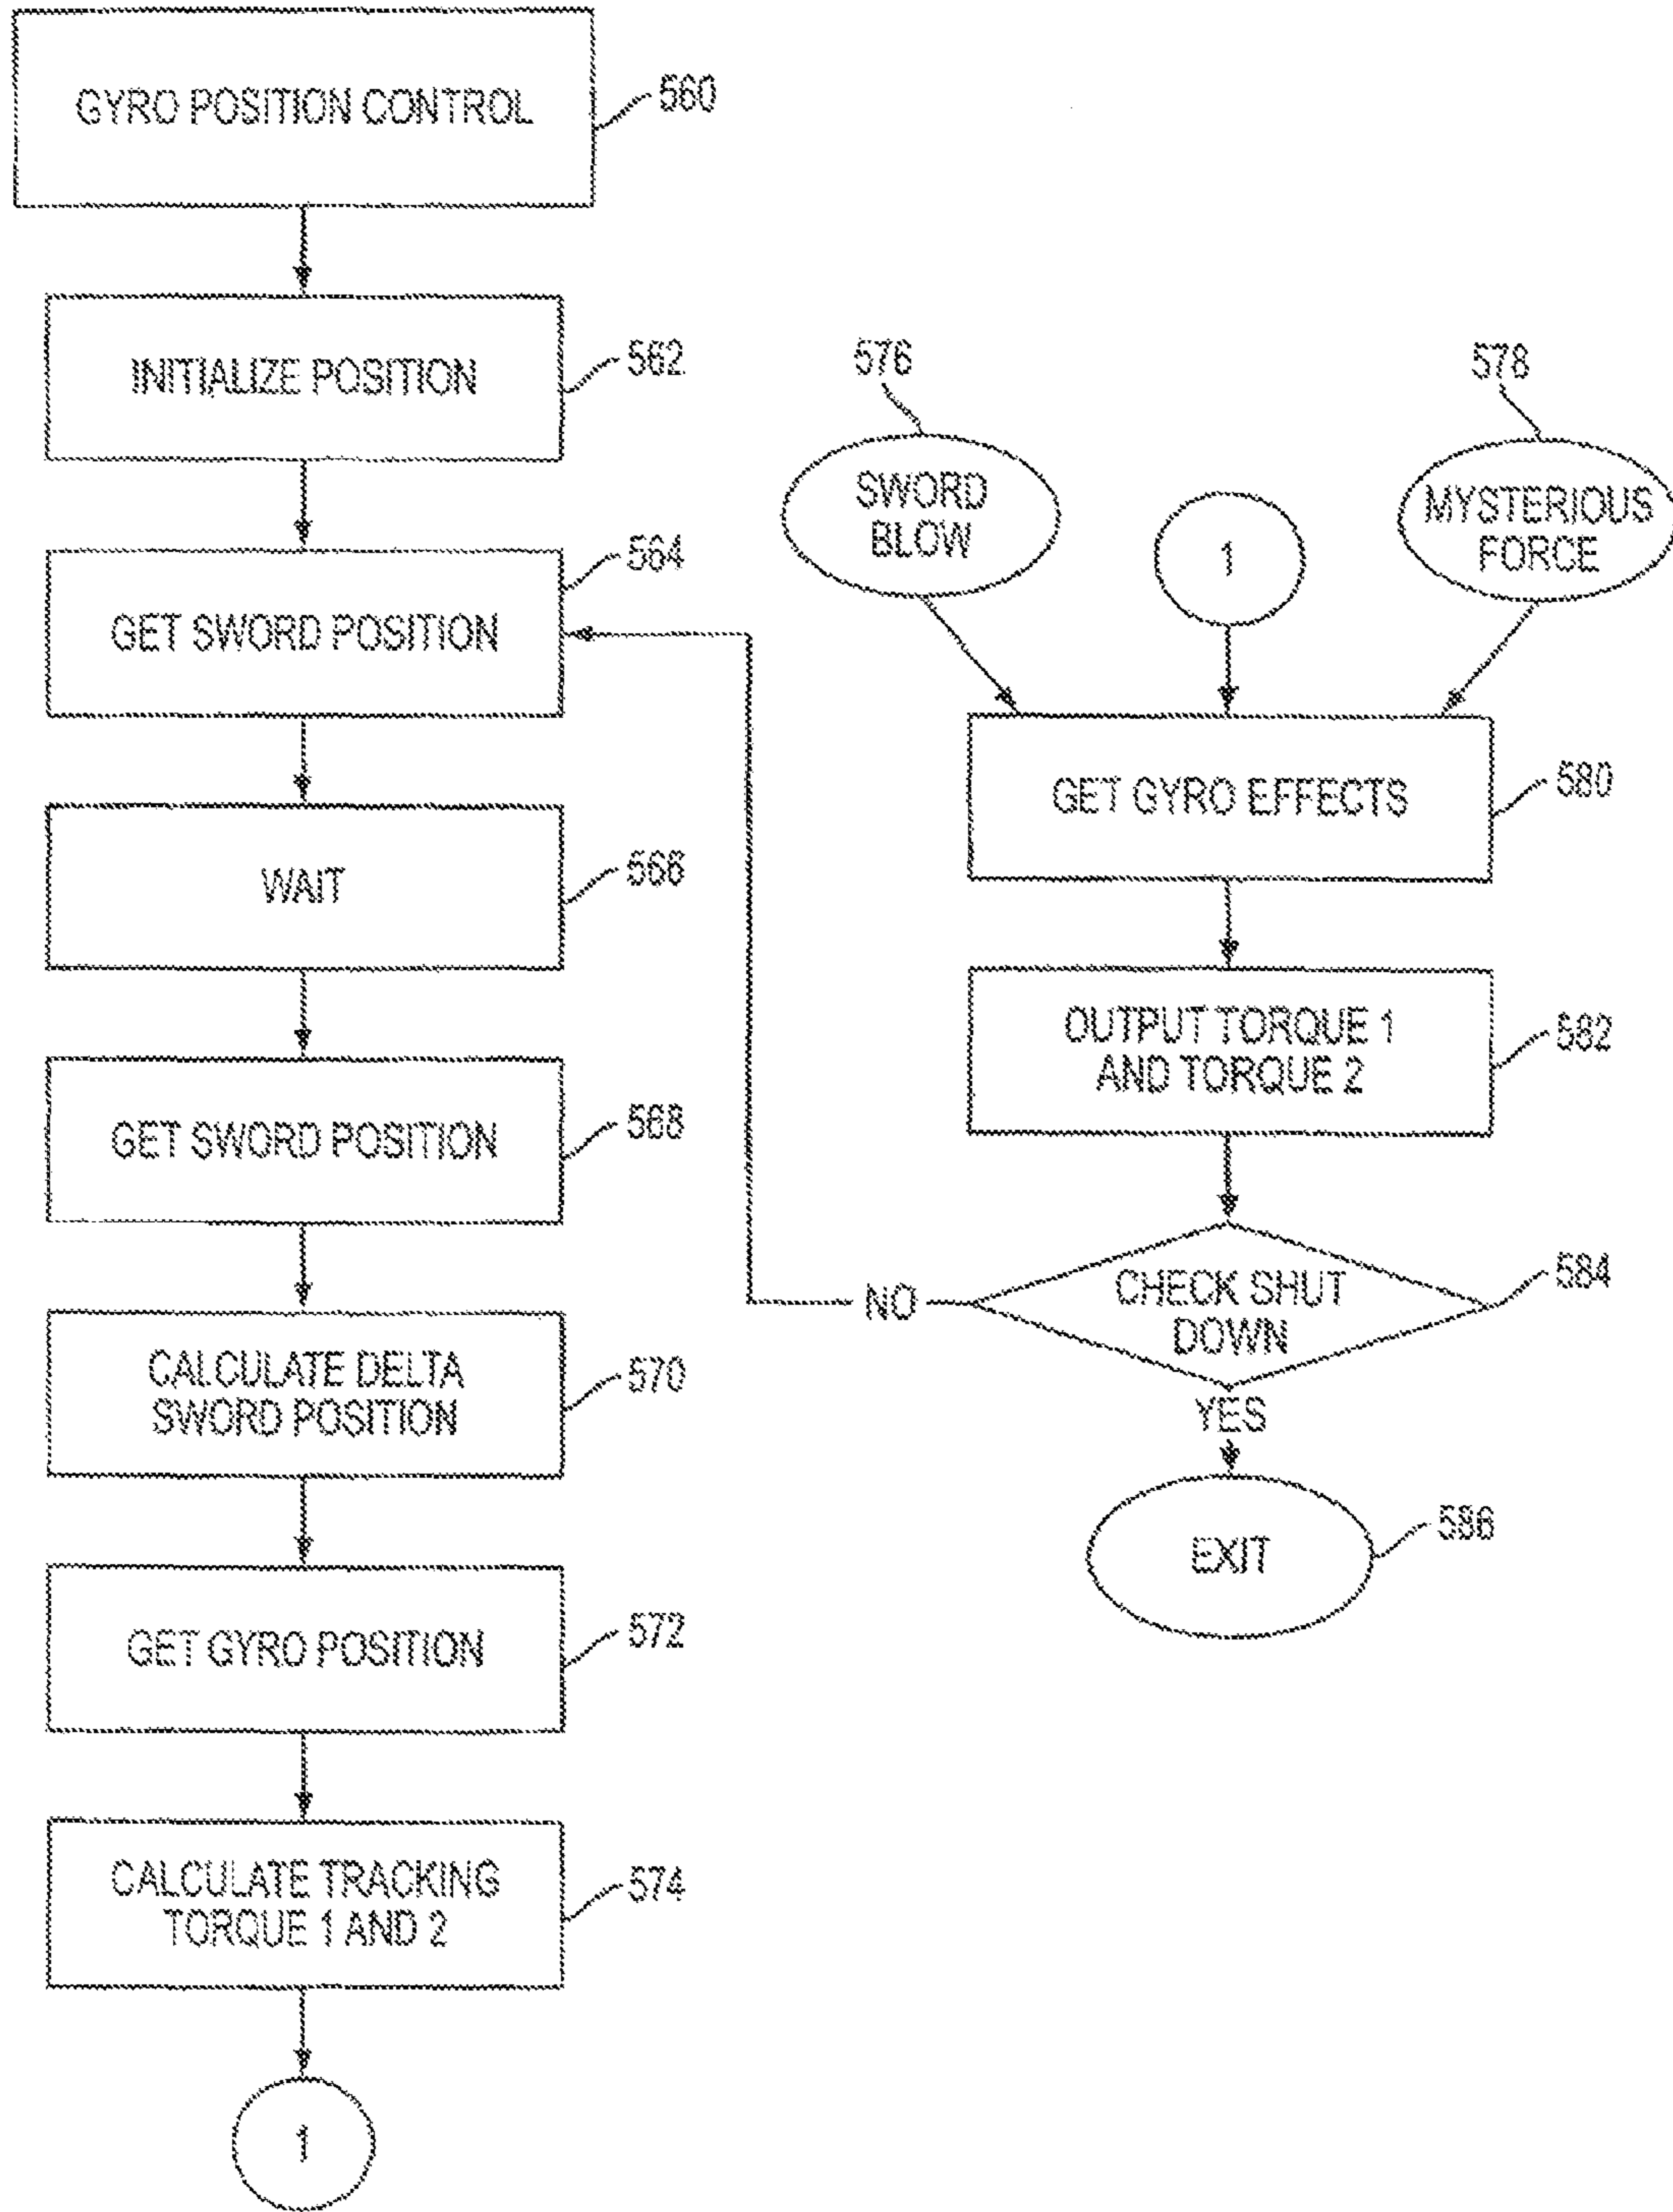 GYRO POSITION CONTROL
560
INITIALIZE POSITION
562
GET SWORD POSITION
564
WAIT
566
GET SWORD POSITION
568
CALCULATE DELTA
SWORD POSITION
570
GET GYRO POSITION
572
CALCULATE TRACKING
TORQUE 1 AND 2
574
1
576
SWORD
BLOW
1
578
MYSTERIOUS
FORCE
GET GYRO EFFECTS
580
OUTPUT TORQUE 1
AND TORQUE 2
582
CHECK SHUT
DOWN
584
NO
YES
EXIT
586